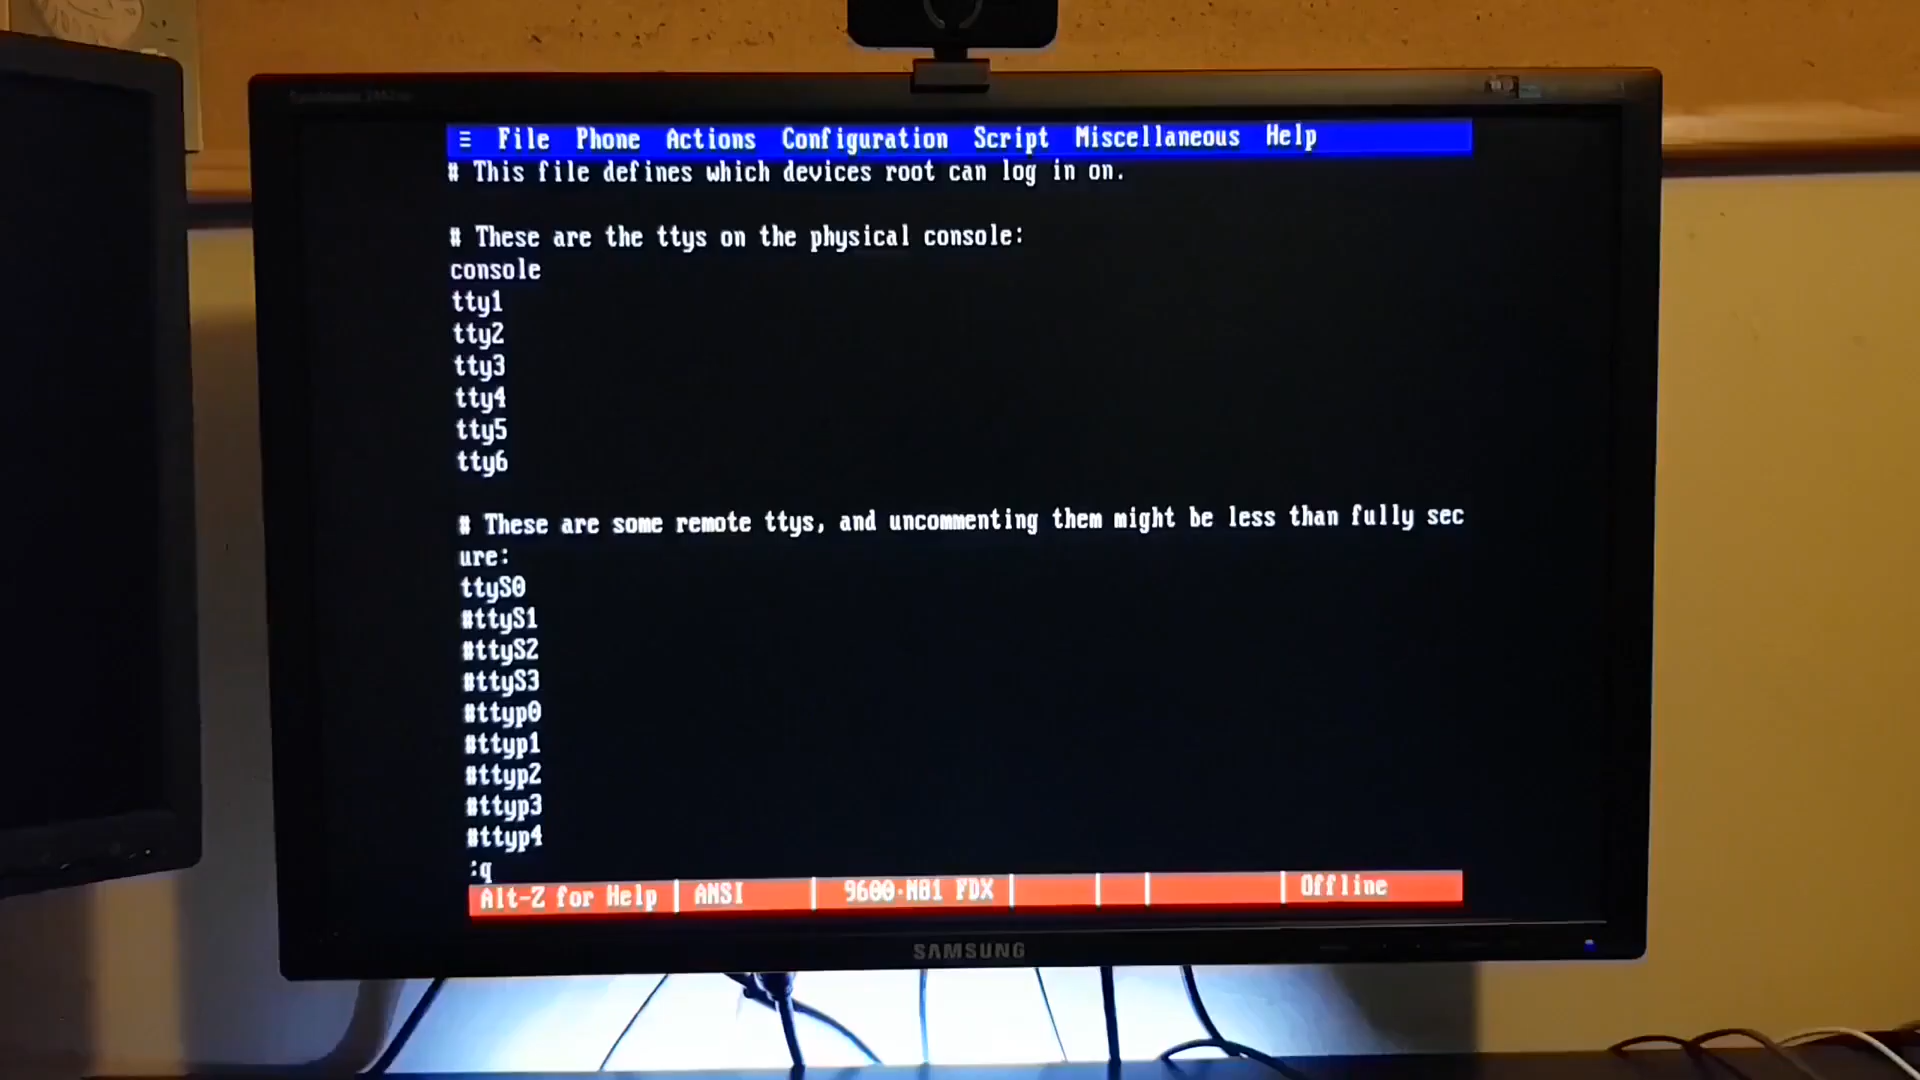 ≡ File Phone Actions Configuration Script Miscellaneous Help
# This file defines which devices root can log in on.
# These are the ttys on the physical console:
console
tty1
tty2
tty3
tty4
tty5
tty6
# These are some remote ttys, and uncommenting them might be less than fully sec
ure:
ttyS0
#ttyS1
#ttyS2
#ttyS3
#ttyp0
#ttyp1
#ttyp2
#ttyp3
#ttyp4
:q
Alt-Z for Help | ANSI | 9600·N81 FDX | | | | Offline
SAMSUNG